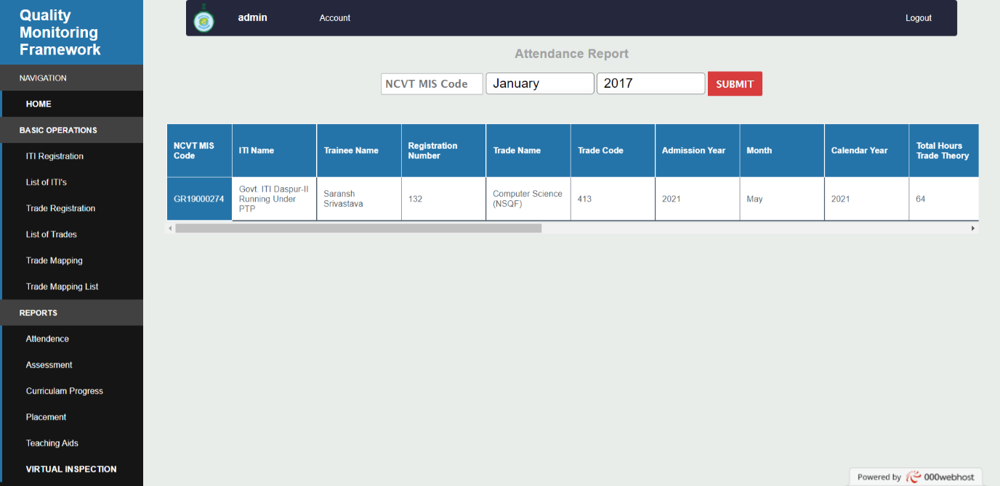 Quality
Monitoring
Framework
NAVIGATION
HOME
BASIC OPERATIONS
ITI Registration
List of ITI's
Trade Registration
List of Trades
Trade Mapping
Trade Mapping List
REPORTS
Attendence
Assessment
Curriculam Progress
Placement
Teaching Aids
VIRTUAL INSPECTION
admin Account Logout
Attendance Report
NCVT MIS Code January 2017 SUBMIT
NCVT MIS Code ITI Name Trainee Name Registration Number Trade Name Trade Code Admission Year Month Calendar Year Total Hours Trade Theory
GR19000274 Govt. ITI Daspur-II Running Under PTP Saransh Srivastava 132 Computer Science (NSQF) 413 2021 May 2021 64
Powered by 000webhost